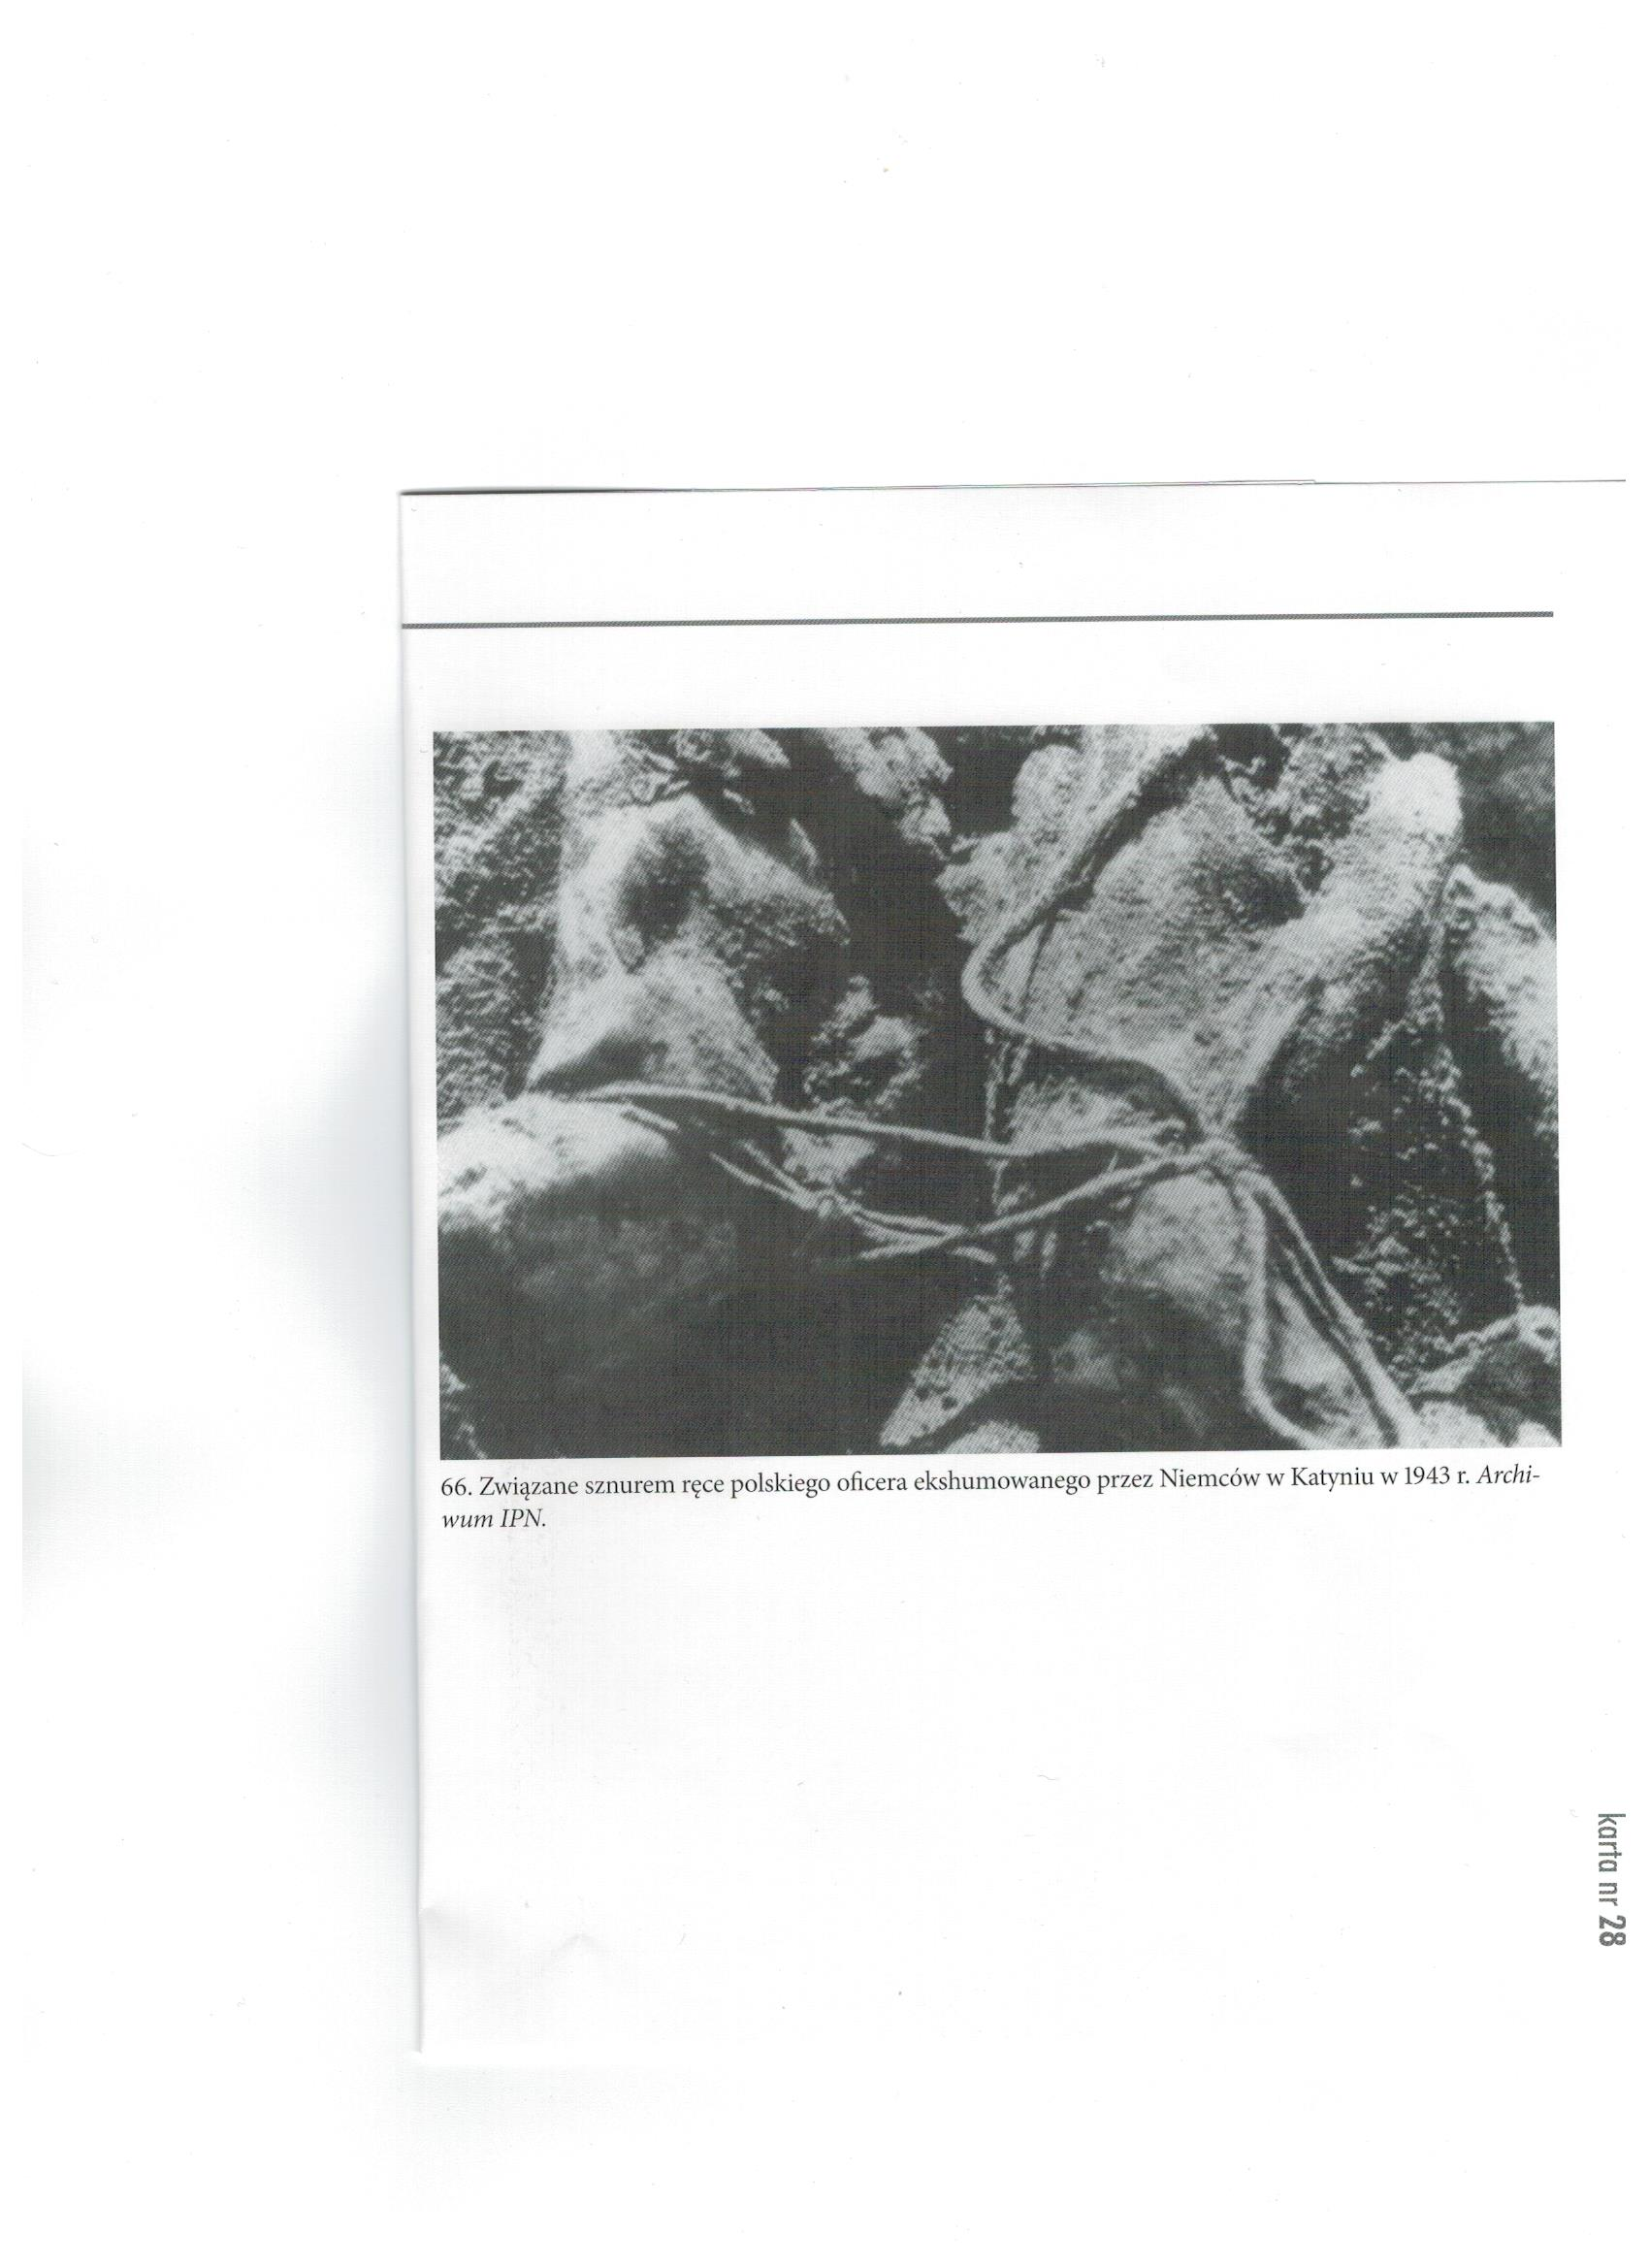 66. Związane sznurem ręce polskiego oficera ekshumowanego przez Niemców w Katyniu w 1943 r. Archi-
wum IPN.
karta nr 28